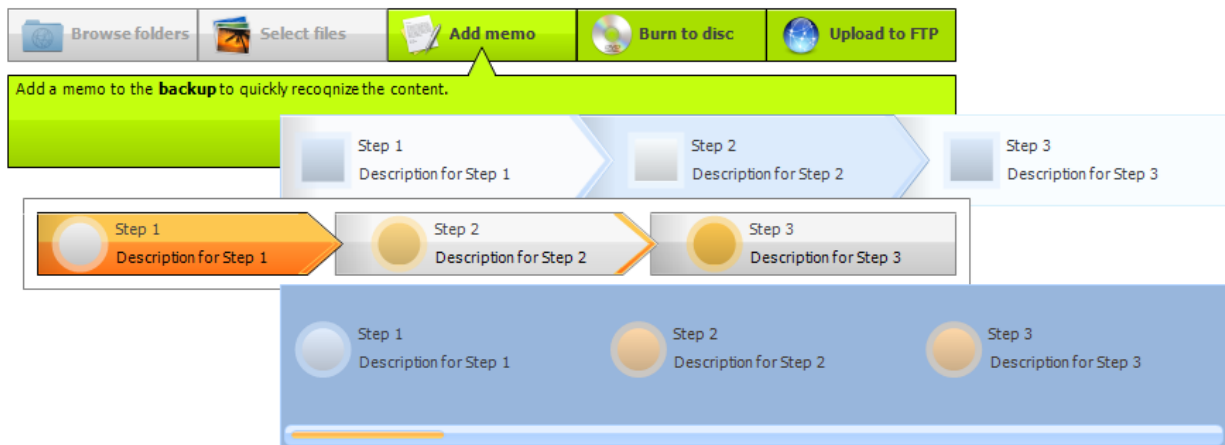 Browse folders Select files Add memo Burn to disc Upload to FTP
Add a memo to the backup to quickly recognize the content.
Step 1 Step 2 Step 3
Description for Step 1 Description for Step 2 Description for Step 3
Step 1 Step 2 Step 3
Description for Step 1 Description for Step 2 Description for Step 3
Step 1 Step 2 Step 3
Description for Step 1 Description for Step 2 Description for Step 3